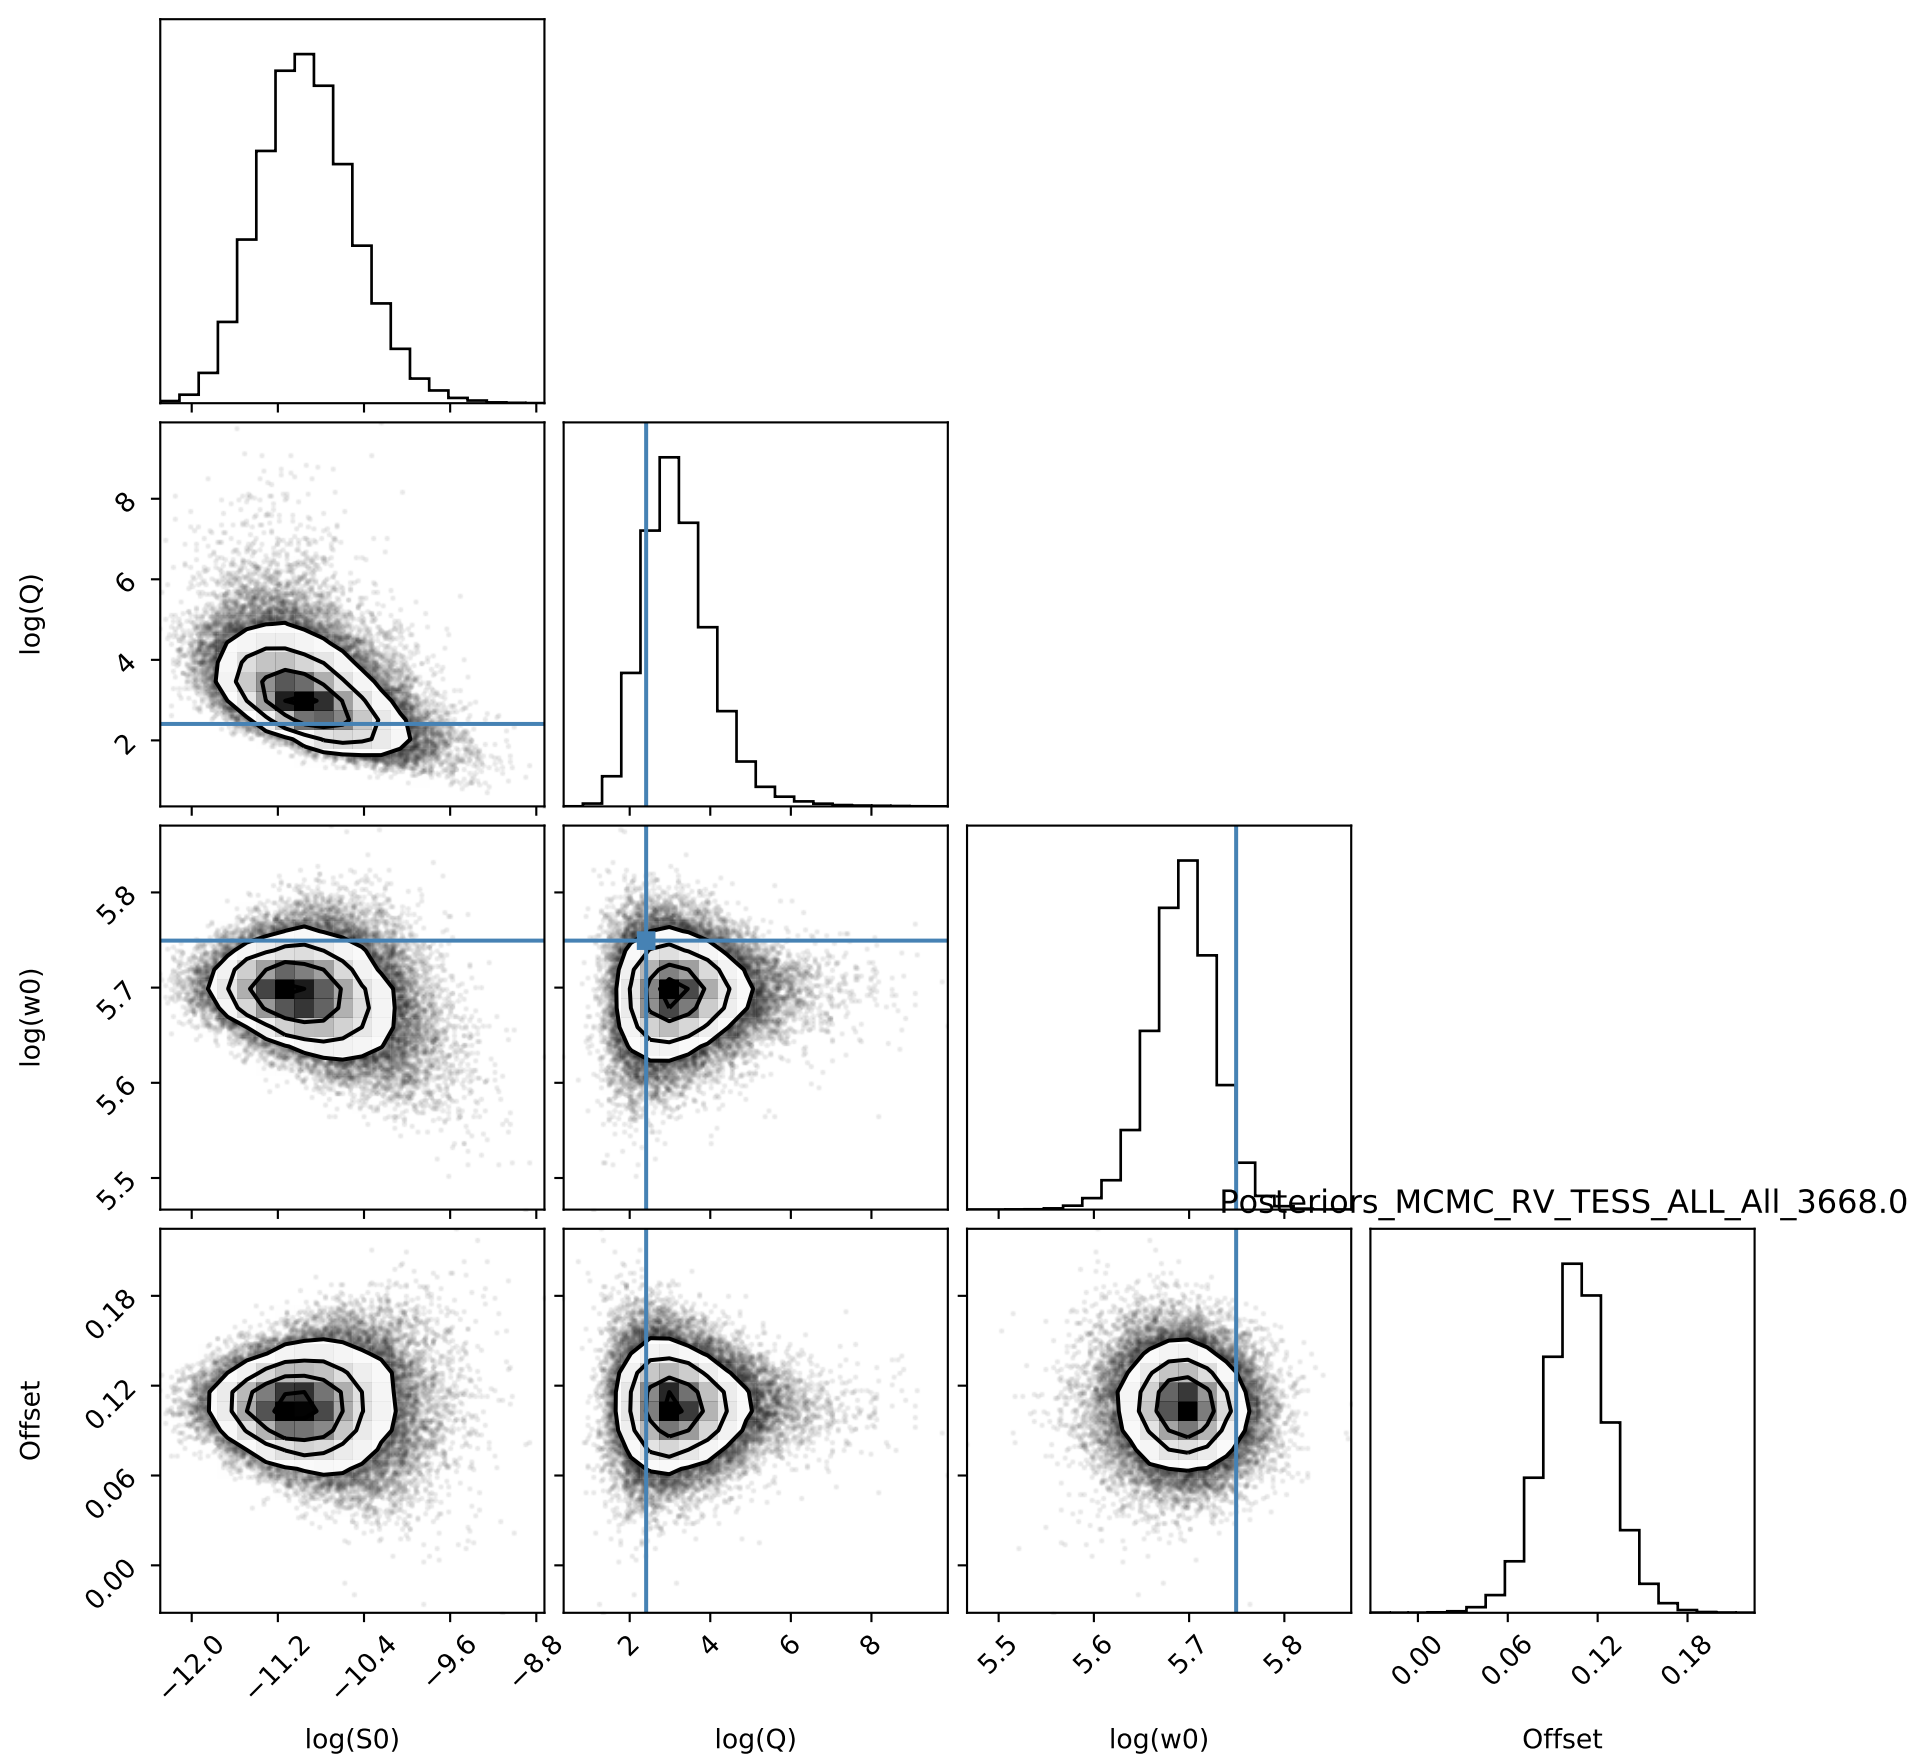 log(Q)
8
6
4
2
log(w0)
5.8
5.7
5.6
5.5
Posteriors_MCMC_RV_TESS_ALL_All_3668.0
Offset
0.18
0.12
0.06
0.00
−12.0 −11.2 −10.4 −9.6 −8.8
2 4 6 8
5.5 5.6 5.7 5.8
0.00 0.06 0.12 0.18
log(S0)
log(Q)
log(w0)
Offset